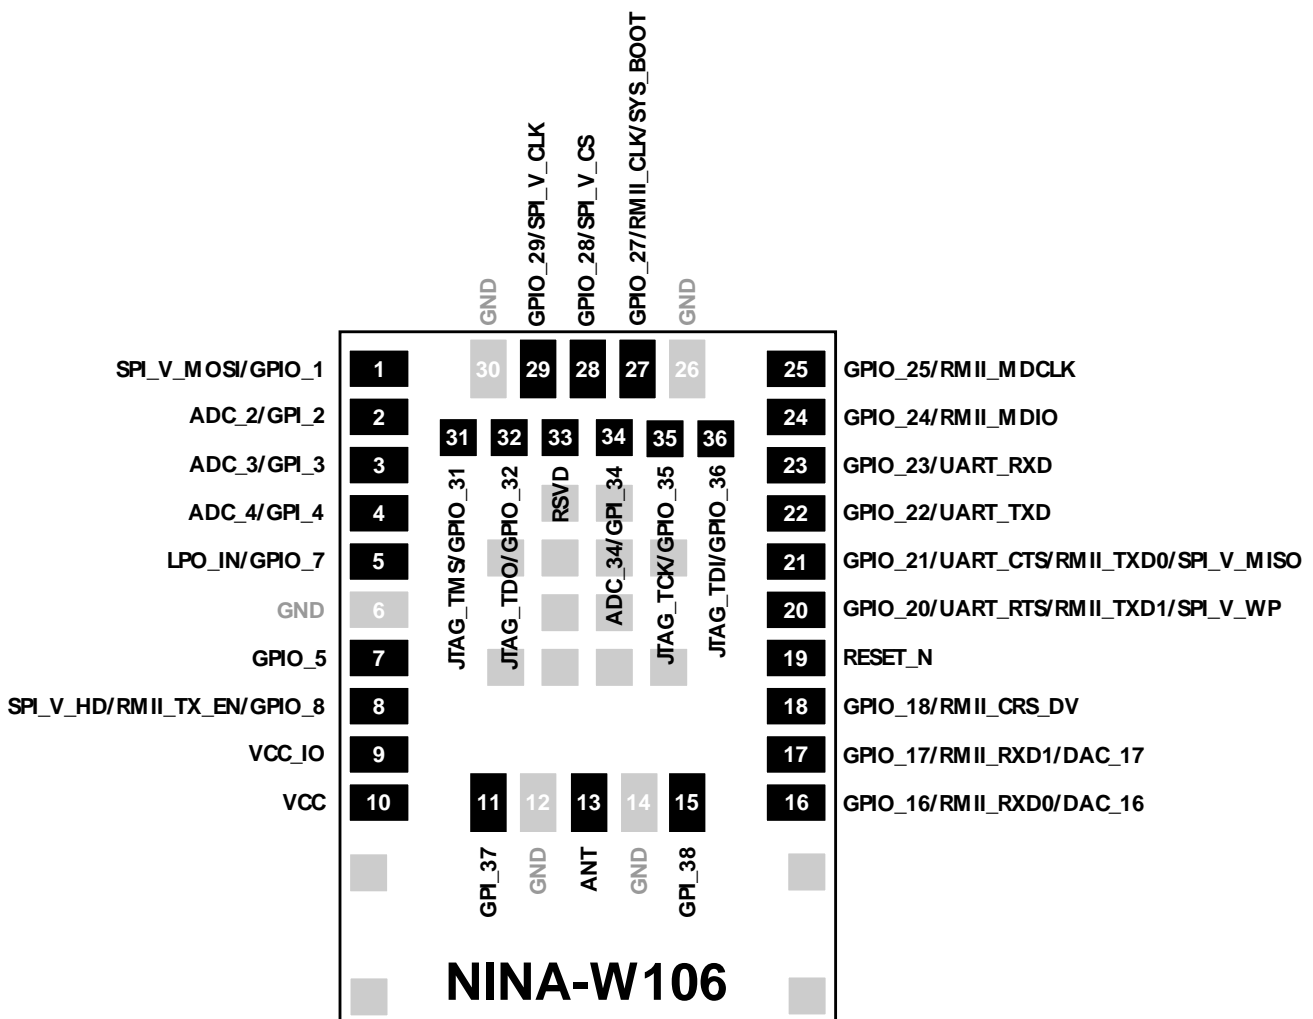 GPIO_29/SPI_V_CLK
GPIO_28/SPI_V_CS
GPIO_27/RMII_CLK/SYS_BOOT
GND
GND
30
29
28
27
26
SPI_V_MOSI/GPIO_1
1
ADC_2/GPI_2
2
ADC_3/GPI_3
3
ADC_4/GPI_4
4
LPO_IN/GPIO_7
5
GND
6
GPIO_5
7
SPI_V_HD/RMII_TX_EN/GPIO_8
8
VCC_IO
9
VCC
10
31
32
33
34
35
36
JTAG_TMS/GPIO_31
JTAG_TDO/GPIO_32
RSVD
ADC_34/GPI_34
JTAG_TCK/GPIO_35
JTAG_TDI/GPIO_36
25
GPIO_25/RMII_MDCLK
24
GPIO_24/RMII_MDIO
23
GPIO_23/UART_RXD
22
GPIO_22/UART_TXD
21
GPIO_21/UART_CTS/RMII_TXD0/SPI_V_MISO
20
GPIO_20/UART_RTS/RMII_TXD1/SPI_V_WP
19
RESET_N
18
GPIO_18/RMII_CRS_DV
17
GPIO_17/RMII_RXD1/DAC_17
16
GPIO_16/RMII_RXD0/DAC_16
11
12
13
14
15
GPI_37
GND
ANT
GND
GPI_38
NINA-W106